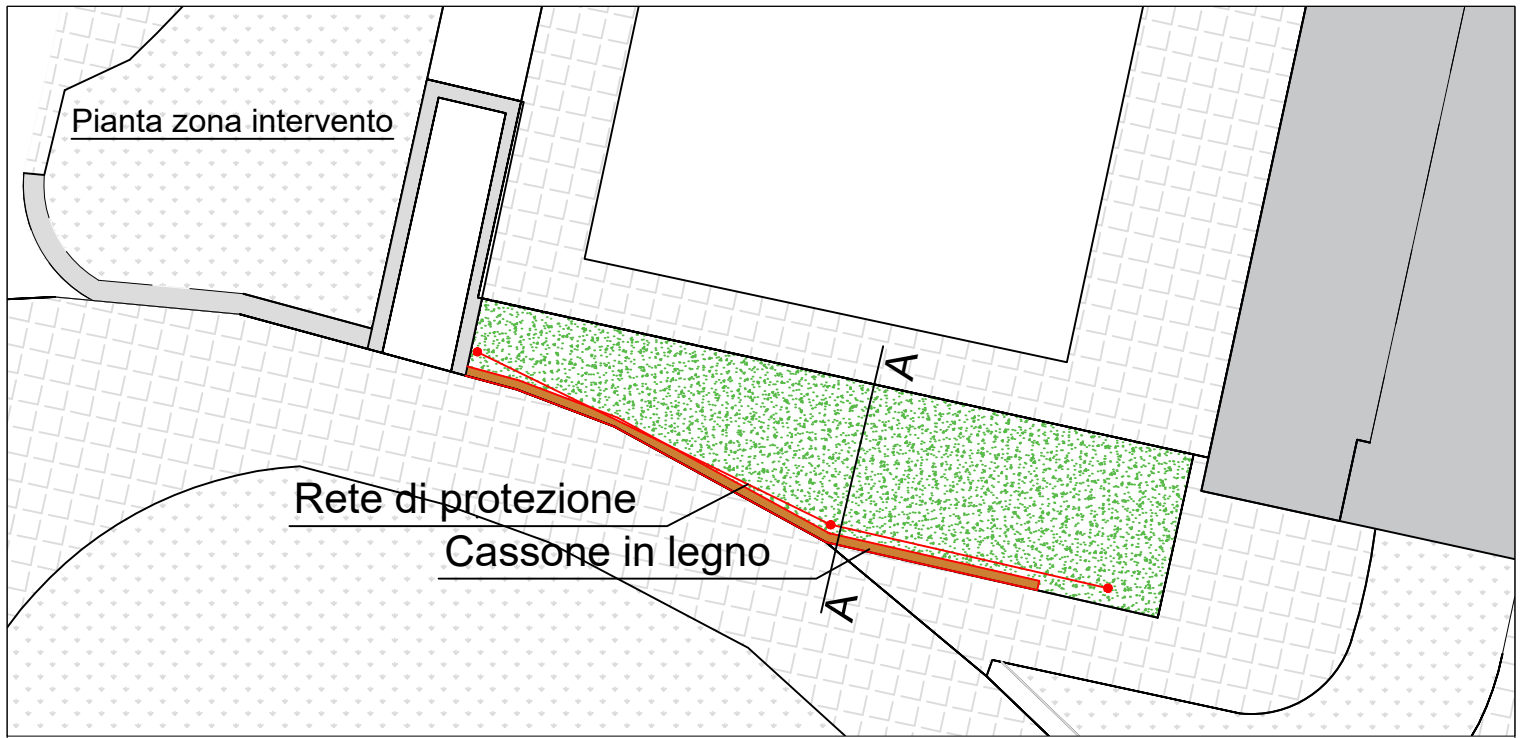 Pianta zona intervento
A
Rete di protezione
Cassone in legno
A